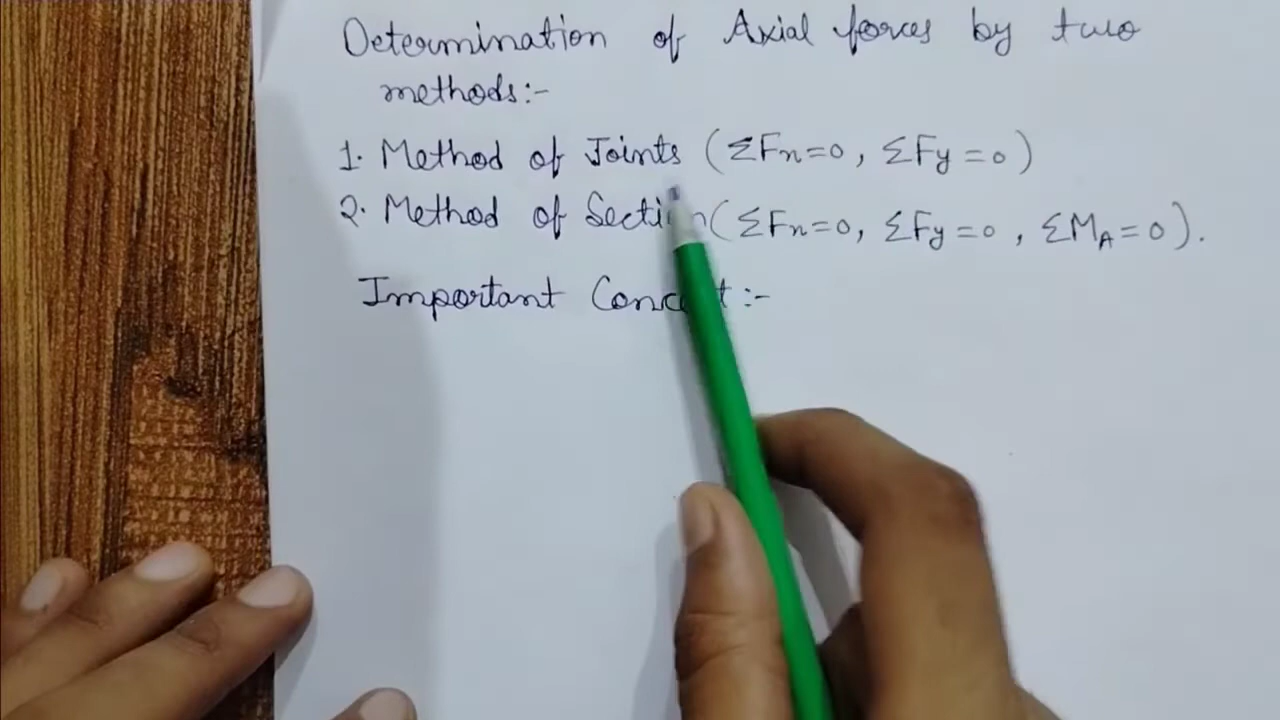 Determination of Axial forces by two
methods:-
1. Method of Joints (ΣFx=0, ΣFy=0)
2. Method of Section (ΣFx=0, ΣFy=0, ΣM_A=0).
Important Concept:-